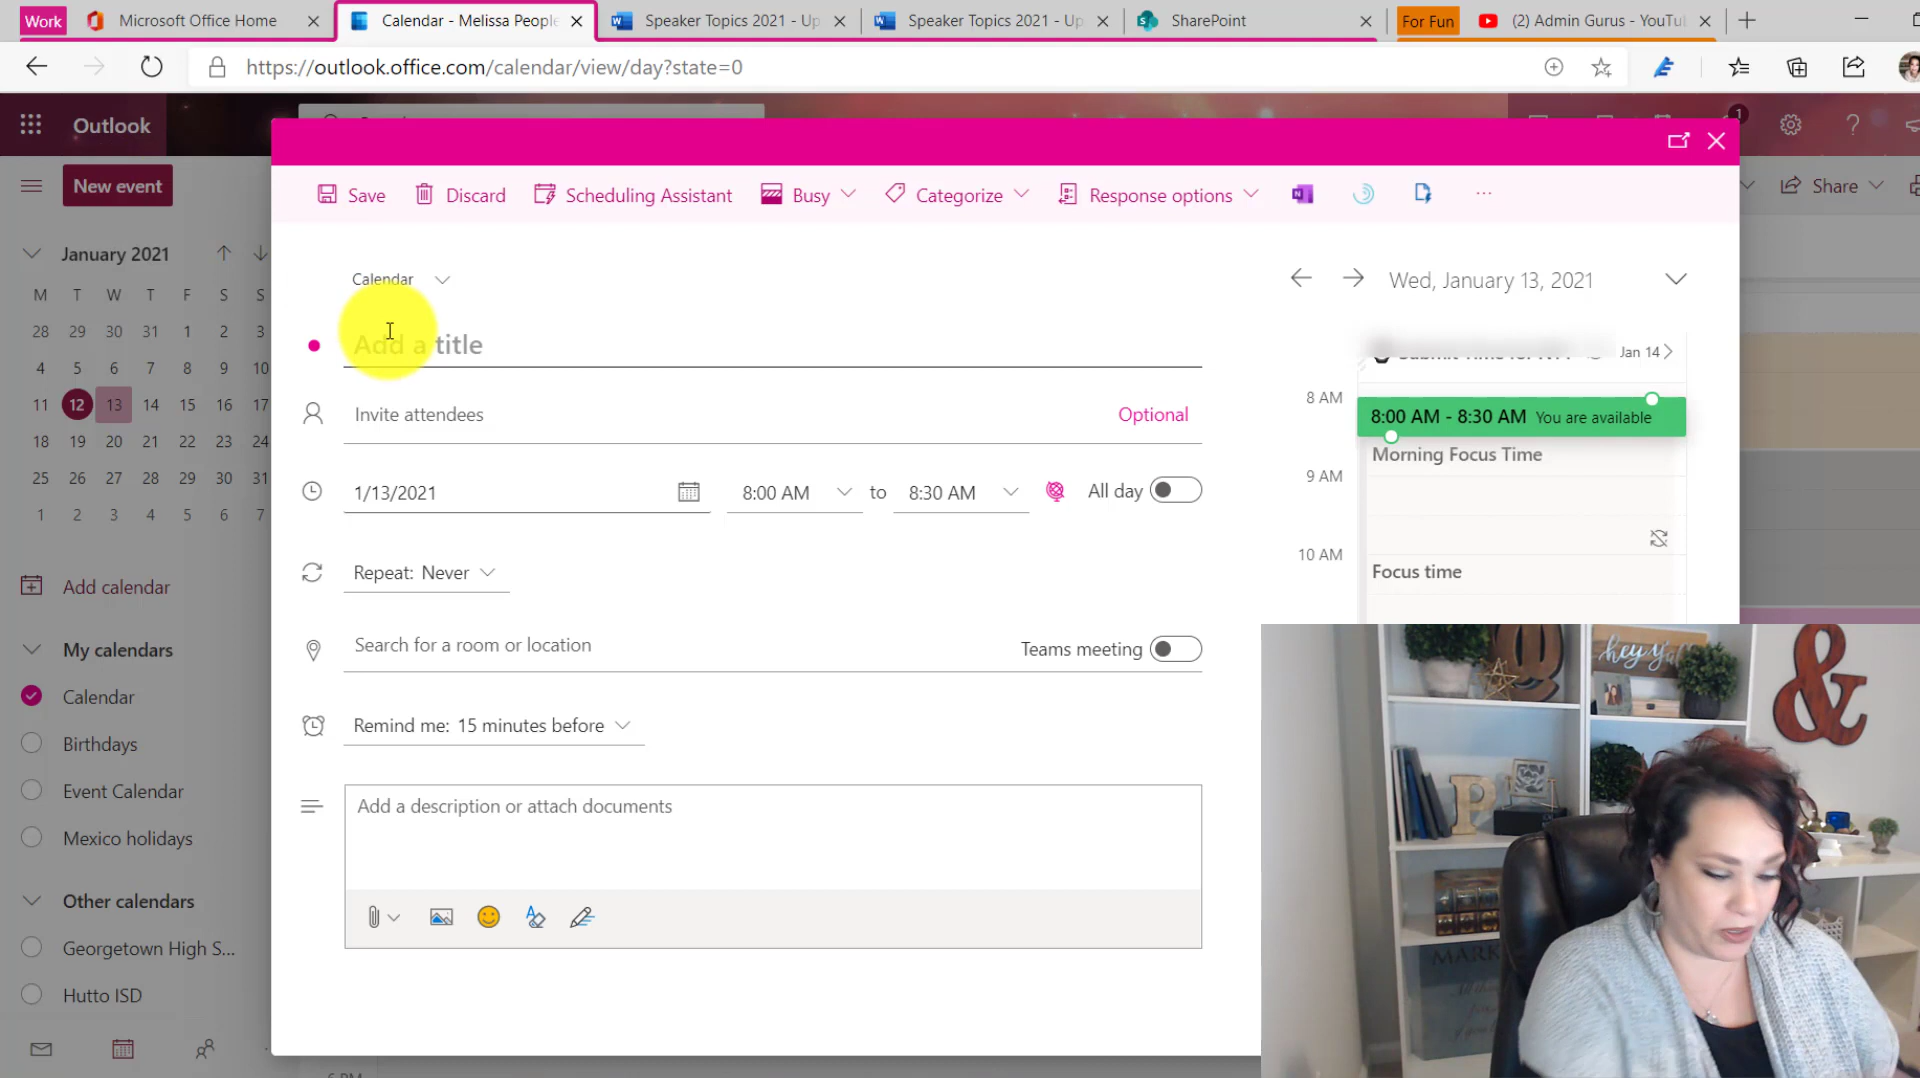 Work
Microsoft Office Home
Calendar - Melissa People
Speaker Topics 2021 - Up
Speaker Topics 2021 - Up
SharePoint
For Fun
(2) Admin Gurus - YouTu
https://outlook.office.com/calendar/view/day?state=0
Outlook
1
?
New event
Save
Discard
Scheduling Assistant
Busy
Categorize
Response options
...
Share
January 2021
M T W T F S S
28 29 30 31 1 2 3
4 5 6 7 8 9 10
11 12 13 14 15 16 17
18 19 20 21 22 23 24
25 26 27 28 29 30 31
1 2 3 4 5 6 7
Add calendar
My calendars
Calendar
Birthdays
Event Calendar
Mexico holidays
Other calendars
Georgetown High S...
Hutto ISD
Calendar
Add a title
Invite attendees
Optional
1/13/2021
8:00 AM
to
8:30 AM
All day
Repeat: Never
Search for a room or location
Teams meeting
Remind me: 15 minutes before
Add a description or attach documents
Wed, January 13, 2021
Jan 14
8 AM
8:00 AM - 8:30 AM You are available
Morning Focus Time
9 AM
10 AM
Focus time
hey y'all
P
&